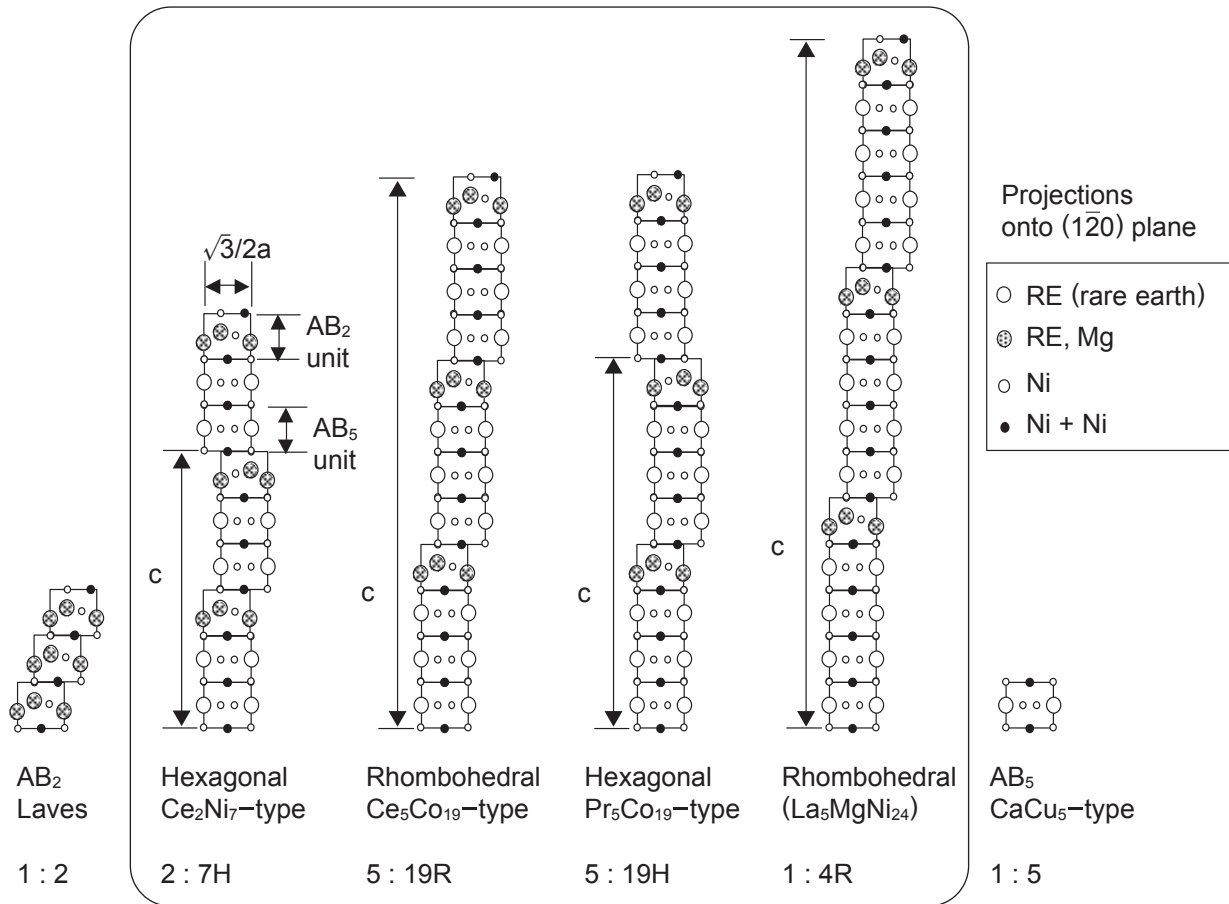 √3/2a
AB₂
unit
AB₅
unit
c
c
c
c
Projections
onto (12̅0) plane
RE (rare earth)
RE, Mg
Ni
Ni + Ni
AB₂
Laves
1 : 2
Hexagonal
Ce₂Ni₇–type
2 : 7H
Rhombohedral
Ce₅Co₁₉–type
5 : 19R
Hexagonal
Pr₅Co₁₉–type
5 : 19H
Rhombohedral
(La₅MgNi₂₄)
1 : 4R
AB₅
CaCu₅–type
1 : 5